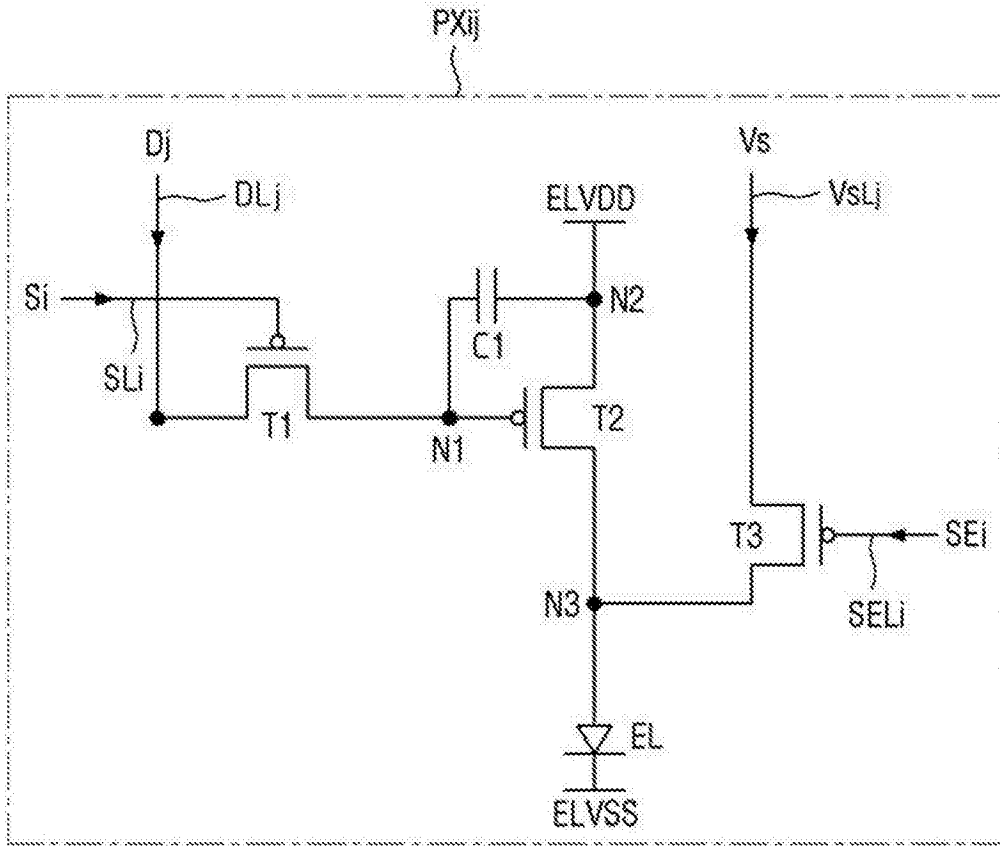 PXij
Dj
DLj
Vs
VsLj
ELVDD
Si
SLi
N2
C1
T1
N1
T2
T3
SEi
SELi
N3
EL
ELVSS